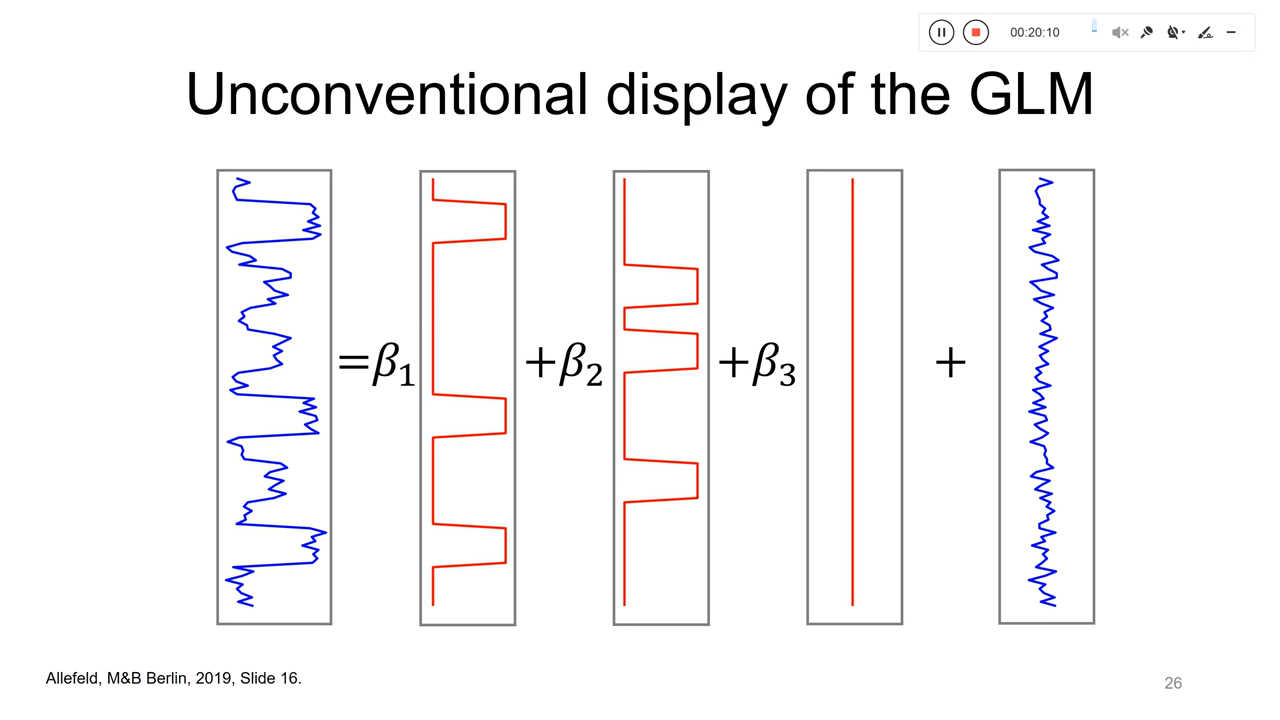 00:20:10
Unconventional display of the GLM
=β₁ +β₂ +β₃ +
Allefeld, M&B Berlin, 2019, Slide 16.
26